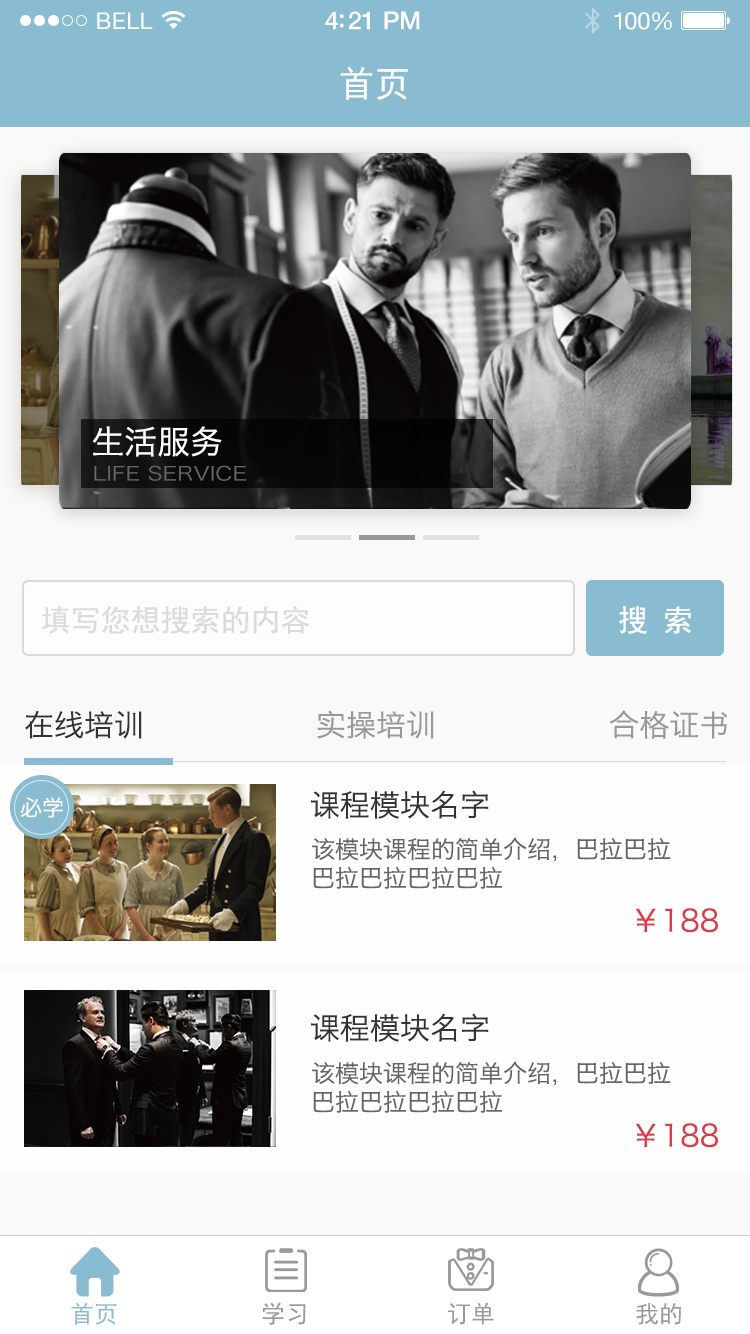 BELL
4:21 PM
100%
首页
生活服务
LIFE SERVICE
填写您想搜索的内容
搜 索
在线培训
实操培训
合格证书
必学
课程模块名字
该模块课程的简单介绍，巴拉巴拉
巴拉巴拉巴拉巴拉
￥188
课程模块名字
该模块课程的简单介绍，巴拉巴拉
巴拉巴拉巴拉巴拉
￥188
首页
学习
订单
我的